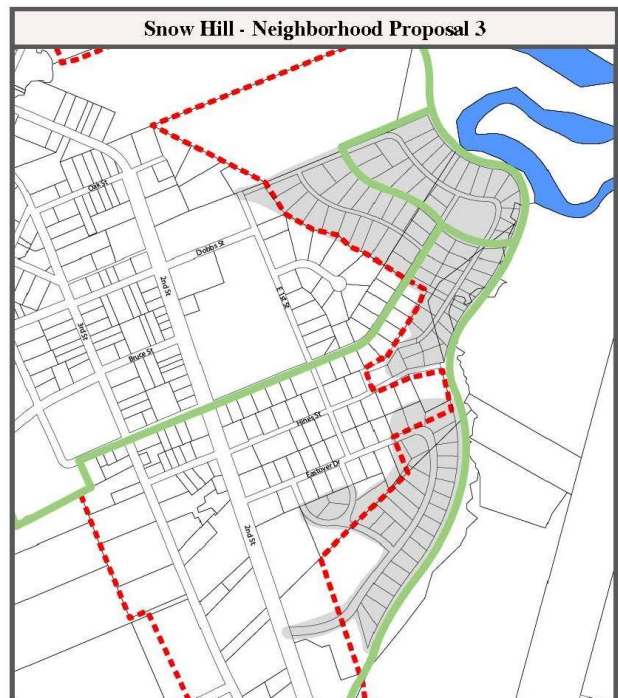 Snow Hill - Neighborhood Proposal 3
Oak St
Dobbs St
2nd St
E 1st St
3rd St
Bruce St
Hines St
Eastover Dr
2nd St